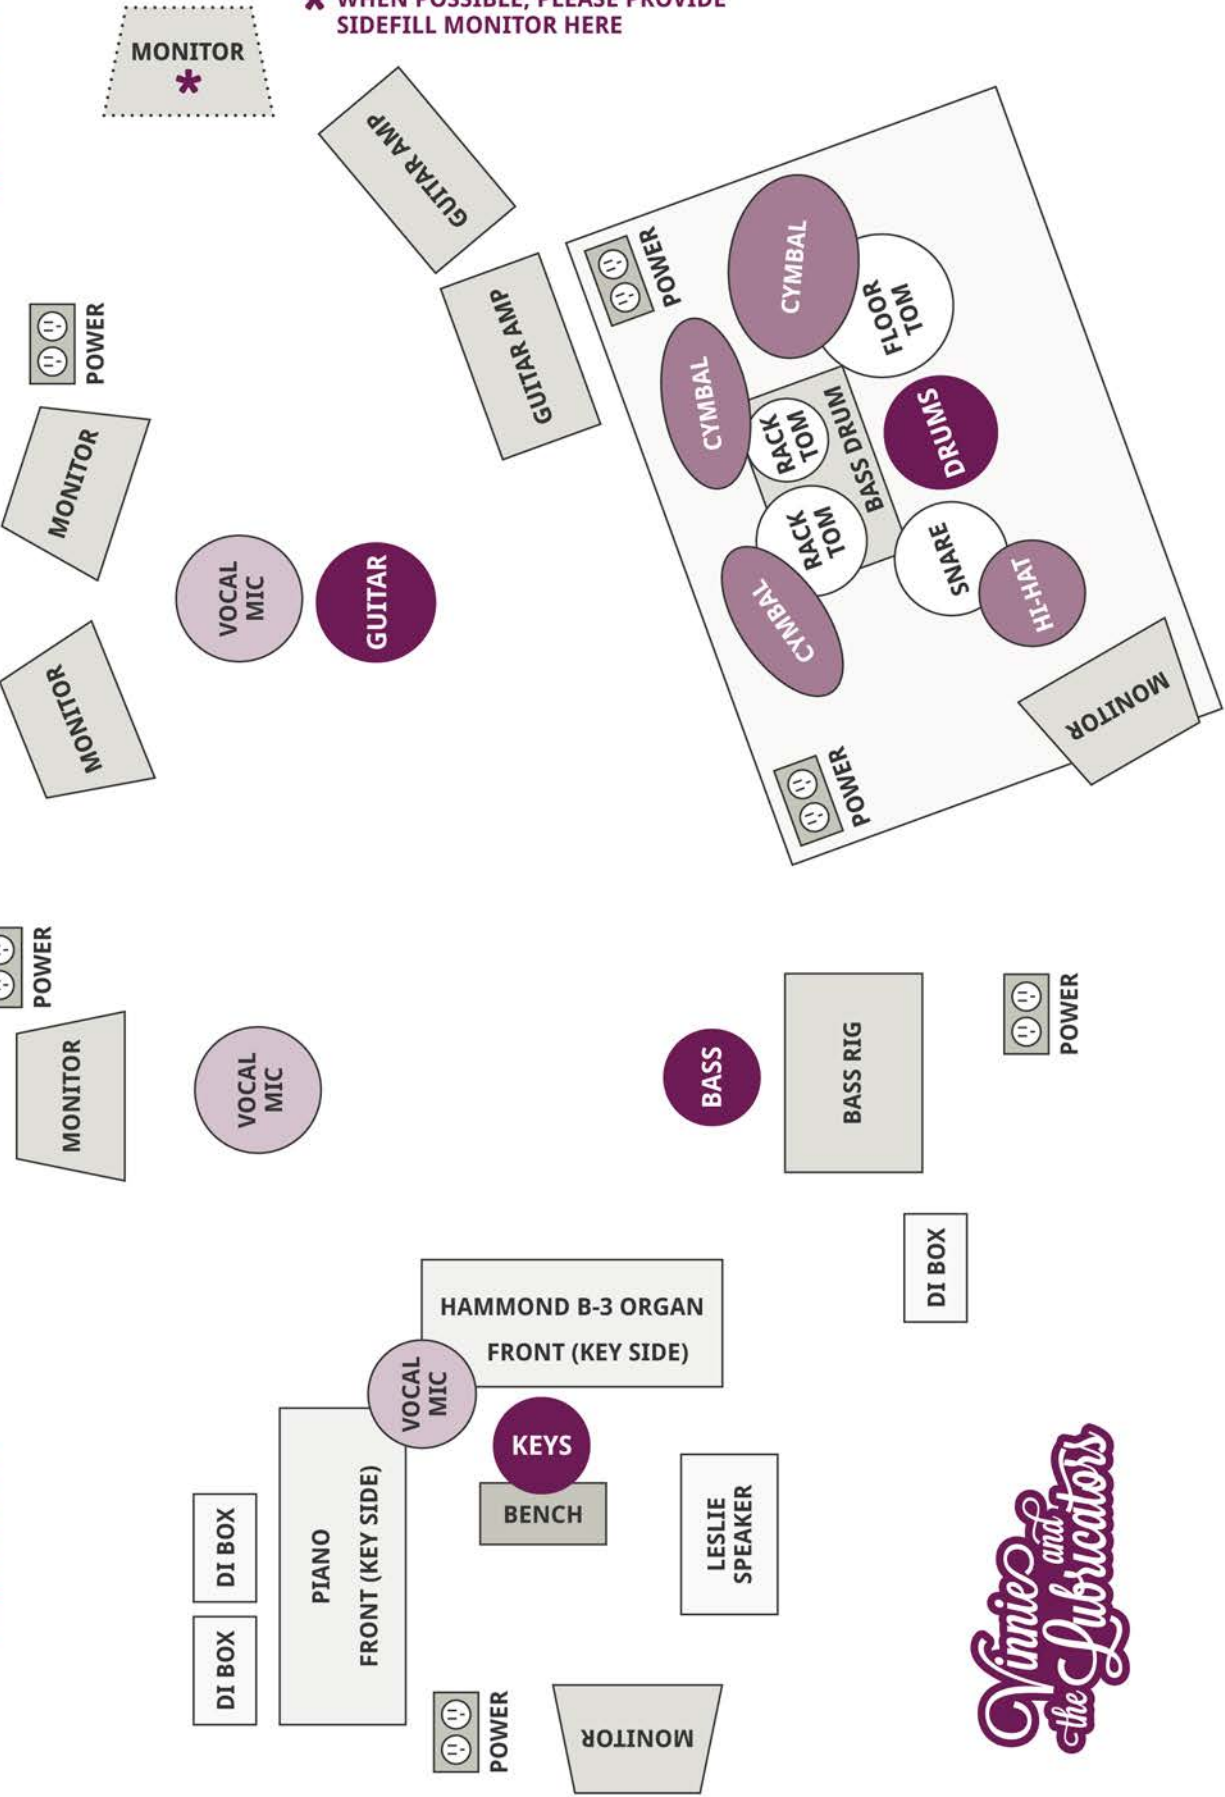 * WHEN POSSIBLE, PLEASE PROVIDE
SIDEFILL MONITOR HERE
MONITOR
*
GUITAR AMP
GUITAR AMP
POWER
MONITOR
MONITOR
VOCAL
MIC
GUITAR
POWER
CYMBAL
FLOOR
TOM
CYMBAL
RACK
TOM
BASS DRUM
DRUMS
RACK
TOM
SNARE
CYMBAL
HI-HAT
MONITOR
POWER
POWER
MONITOR
VOCAL
MIC
BASS
BASS RIG
POWER
DI BOX
HAMMOND B-3 ORGAN
FRONT (KEY SIDE)
VOCAL
MIC
KEYS
BENCH
PIANO
FRONT (KEY SIDE)
DI BOX
DI BOX
LESLIE
SPEAKER
POWER
MONITOR
Vinnie and
the Lubricators